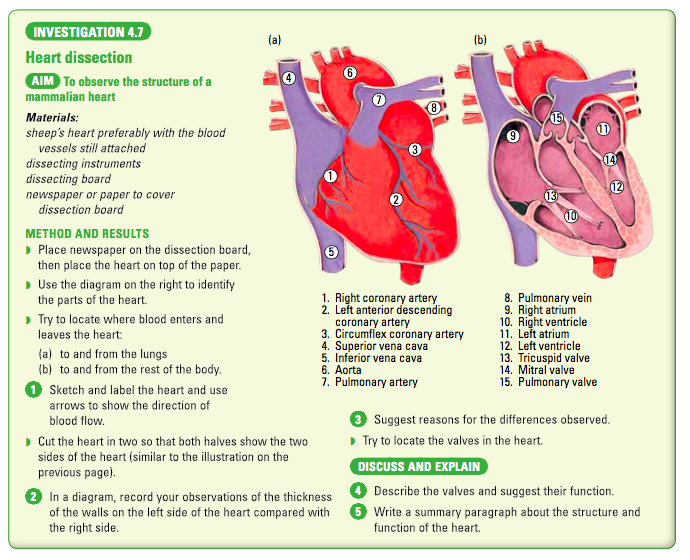 INVESTIGATION 4.7
Heart dissection
AIM To observe the structure of a
mammalian heart
Materials:
sheep's heart preferably with the blood
vessels still attached
dissecting instruments
dissecting board
newspaper or paper to cover
dissection board
METHOD AND RESULTS
Place newspaper on the dissection board,
then place the heart on top of the paper.
Use the diagram on the right to identify
the parts of the heart.
Try to locate where blood enters and
leaves the heart:
(a) to and from the lungs
(b) to and from the rest of the body.
1 Sketch and label the heart and use
arrows to show the direction of
blood flow.
Cut the heart in two so that both halves show the two
sides of the heart (similar to the illustration on the
previous page).
2 In a diagram, record your observations of the thickness
of the walls on the left side of the heart compared with
the right side.
(a)
4
6
7
8
3
1
2
5
(b)
9
15
11
14
12
13
10
1. Right coronary artery
2. Left anterior descending
coronary artery
3. Circumflex coronary artery
4. Superior vena cava
5. Inferior vena cava
6. Aorta
7. Pulmonary artery
8. Pulmonary vein
9. Right atrium
10. Right ventricle
11. Left atrium
12. Left ventricle
13. Tricuspid valve
14. Mitral valve
15. Pulmonary valve
3 Suggest reasons for the differences observed.
Try to locate the valves in the heart.
DISCUSS AND EXPLAIN
4 Describe the valves and suggest their function.
5 Write a summary paragraph about the structure and
function of the heart.